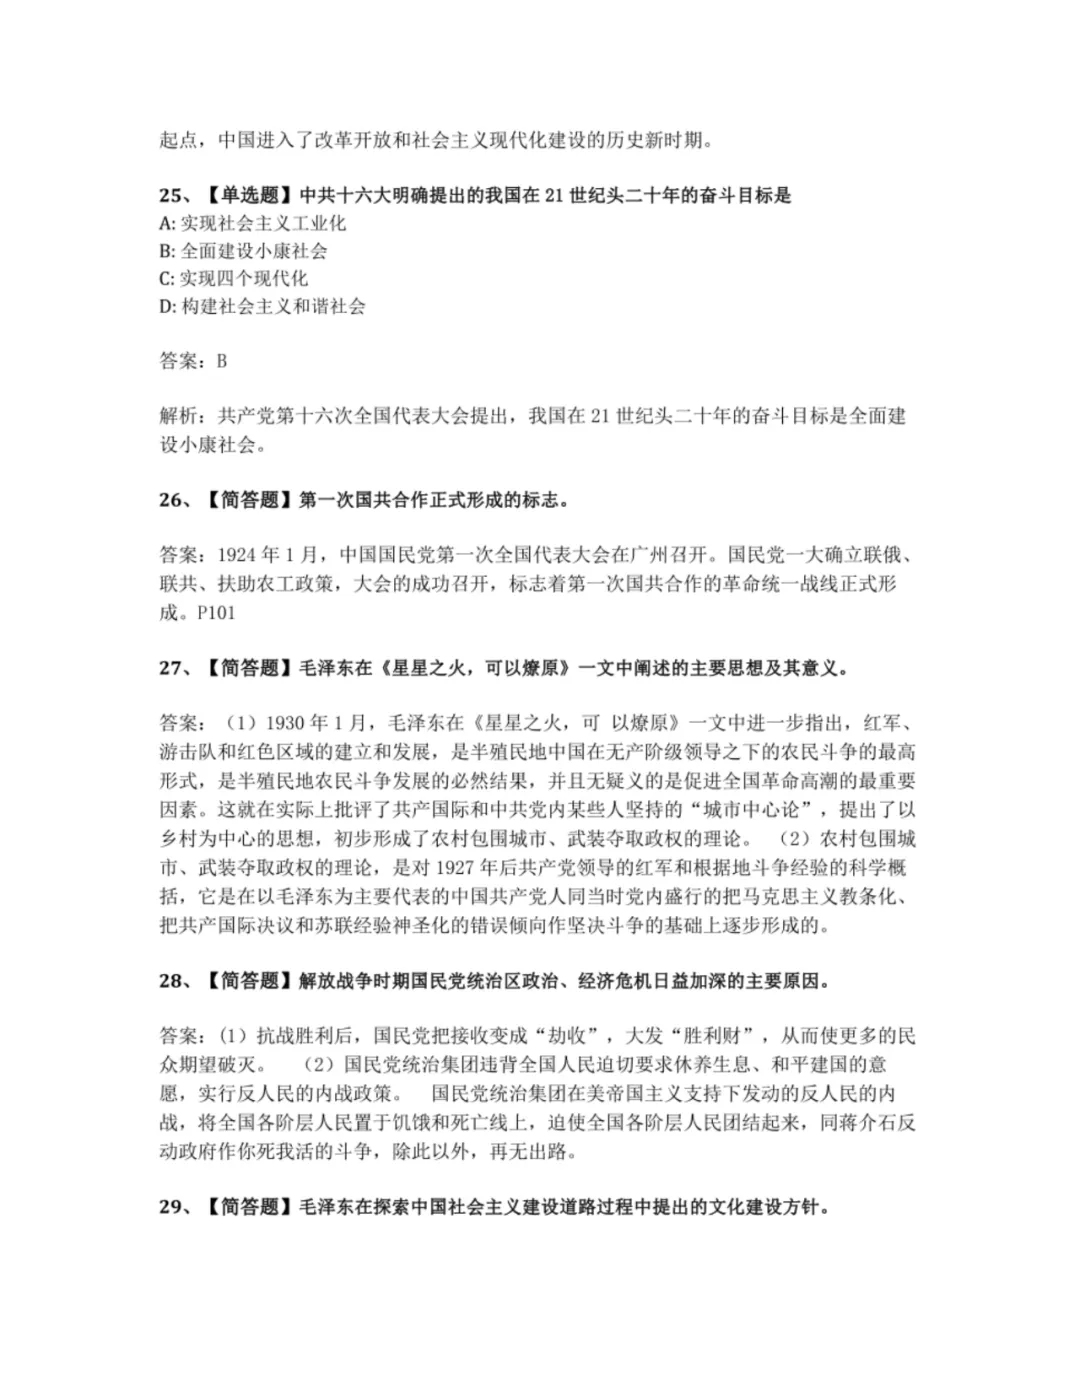 起点，中国进入了改革开放和社会主义现代化建设的历史新时期。
25、【单选题】中共十六大明确提出的我国在 21 世纪头二十年的奋斗目标是
A: 实现社会主义工业化
B: 全面建设小康社会
C: 实现四个现代化
D: 构建社会主义和谐社会
答案：B
解析：共产党第十六次全国代表大会提出，我国在 21 世纪头二十年的奋斗目标是全面建
设小康社会。
26、【简答题】第一次国共合作正式形成的标志。
答案：1924 年 1 月，中国国民党第一次全国代表大会在广州召开。国民党一大确立联俄、
联共、扶助农工政策，大会的成功召开，标志着第一次国共合作的革命统一战线正式形
成。P101
27、【简答题】毛泽东在《星星之火，可以燎原》一文中阐述的主要思想及其意义。
答案：（1）1930 年 1 月，毛泽东在《星星之火，可 以燎原》一文中进一步指出，红军、
游击队和红色区域的建立和发展，是半殖民地中国在无产阶级领导之下的农民斗争的最高
形式，是半殖民地农民斗争发展的必然结果，并且无疑义的是促进全国革命高潮的最重要
因素。这就在实际上批评了共产国际和中共党内某些人坚持的“城市中心论”，提出了以
乡村为中心的思想，初步形成了农村包围城市、武装夺取政权的理论。 （2）农村包围城
市、武装夺取政权的理论，是对 1927 年后共产党领导的红军和根据地斗争经验的科学概
括，它是在以毛泽东为主要代表的中国共产党人同当时党内盛行的把马克思主义教条化、
把共产国际决议和苏联经验神圣化的错误倾向作坚决斗争的基础上逐步形成的。
28、【简答题】解放战争时期国民党统治区政治、经济危机日益加深的主要原因。
答案：(1）抗战胜利后，国民党把接收变成“劫收”，大发“胜利财”，从而使更多的民
众期望破灭。 （2）国民党统治集团违背全国人民迫切要求休养生息、和平建国的意
愿，实行反人民的内战政策。 国民党统治集团在美帝国主义支持下发动的反人民的内
战，将全国各阶层人民置于饥饿和死亡线上，迫使全国各阶层人民团结起来，同蒋介石反
动政府作你死我活的斗争，除此以外，再无出路。
29、【简答题】毛泽东在探索中国社会主义建设道路过程中提出的文化建设方针。